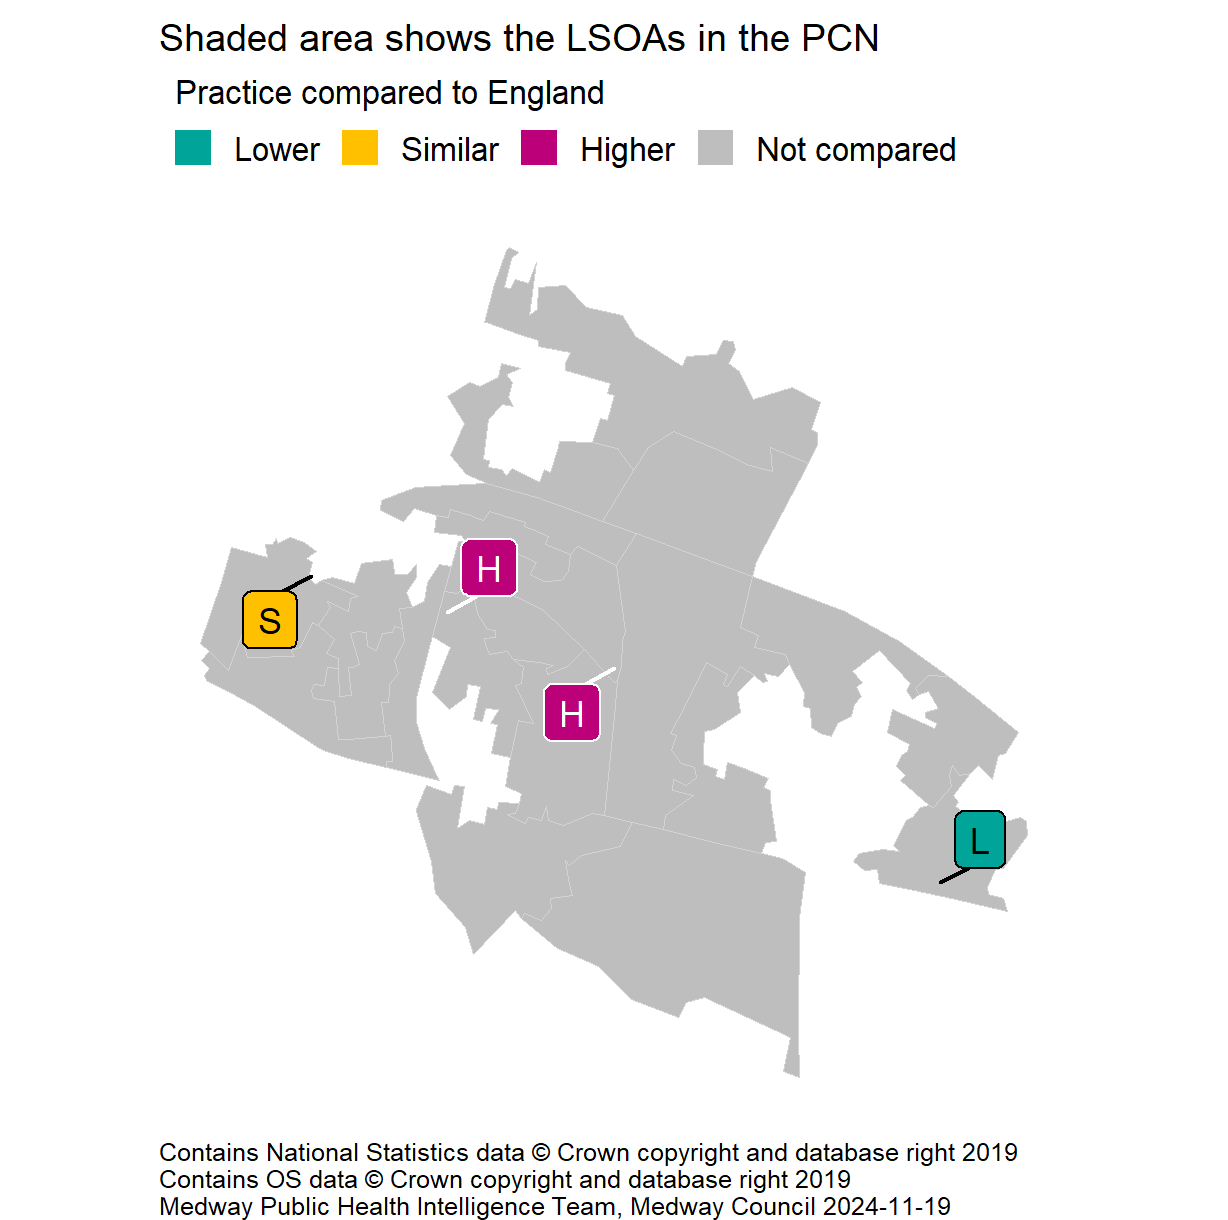 Shaded area shows the LSOAs in the PCN
Practice compared to England
Lower Similar Higher Not compared
H
S
H
L
Contains National Statistics data © Crown copyright and database right 2019
Contains OS data © Crown copyright and database right 2019
Medway Public Health Intelligence Team, Medway Council 2024-11-19